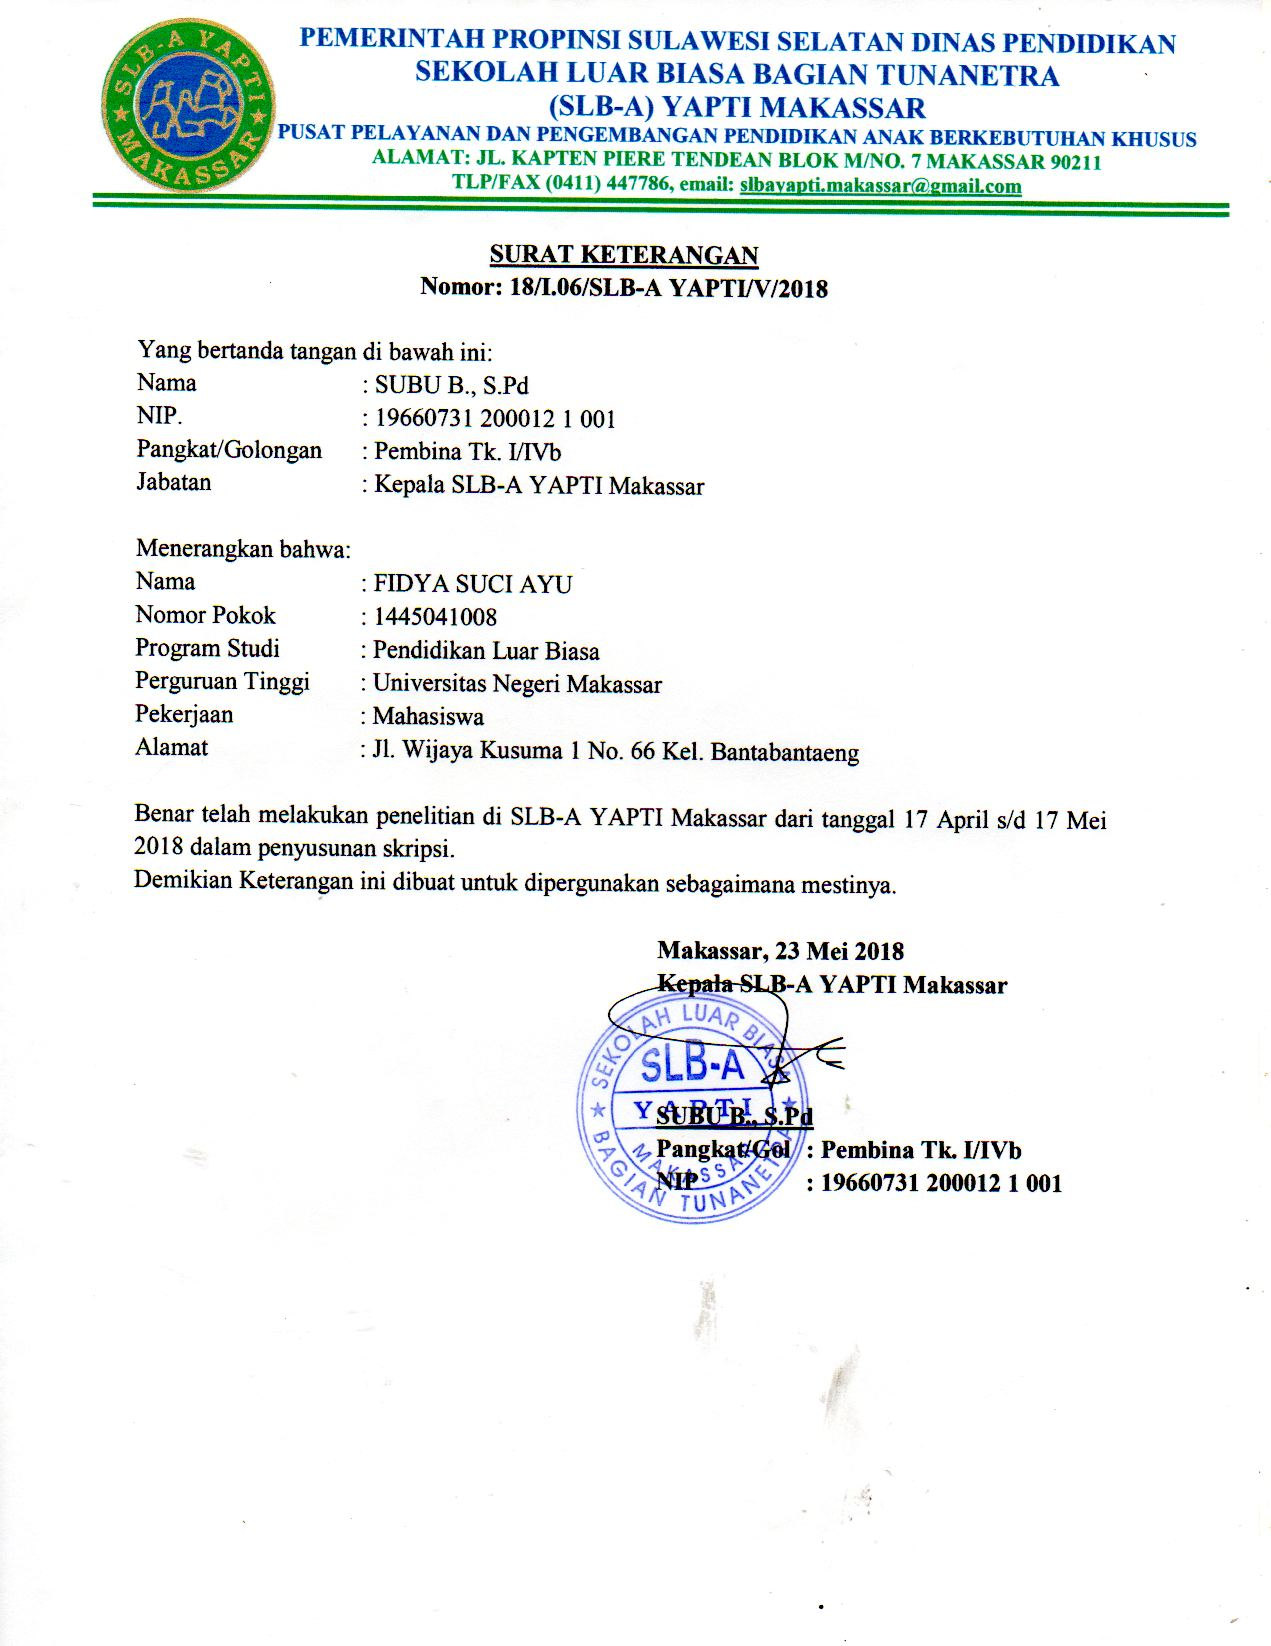 SLB-A YAPTI
MAKASSAR
PEMERINTAH PROPINSI SULAWESI SELATAN DINAS PENDIDIKAN
SEKOLAH LUAR BIASA BAGIAN TUNANETRA
(SLB-A) YAPTI MAKASSAR
PUSAT PELAYANAN DAN PENGEMBANGAN PENDIDIKAN ANAK BERKEBUTUHAN KHUSUS
ALAMAT: JL. KAPTEN PIERE TENDEAN BLOK M/NO. 7 MAKASSAR 90211
TLP/FAX (0411) 447786, email: slbayapti.makassar@gmail.com
SURAT KETERANGAN
Nomor: 18/I.06/SLB-A YAPTI/V/2018
Yang bertanda tangan di bawah ini:
Nama : SUBU B., S.Pd
NIP. : 19660731 200012 1 001
Pangkat/Golongan : Pembina Tk. I/IVb
Jabatan : Kepala SLB-A YAPTI Makassar
Menerangkan bahwa:
Nama : FIDYA SUCI AYU
Nomor Pokok : 1445041008
Program Studi : Pendidikan Luar Biasa
Perguruan Tinggi : Universitas Negeri Makassar
Pekerjaan : Mahasiswa
Alamat : Jl. Wijaya Kusuma 1 No. 66 Kel. Bantabantaeng
Benar telah melakukan penelitian di SLB-A YAPTI Makassar dari tanggal 17 April s/d 17 Mei
2018 dalam penyusunan skripsi.
Demikian Keterangan ini dibuat untuk dipergunakan sebagaimana mestinya.
Makassar, 23 Mei 2018
Kepala SLB-A YAPTI Makassar
SEKOLAH LUAR BIASA
SLB-A
YAPTI
MAKASSAR
BAGIAN TUNANETRA
SUBU B., S.Pd
Pangkat/Gol : Pembina Tk. I/IVb
NIP : 19660731 200012 1 001